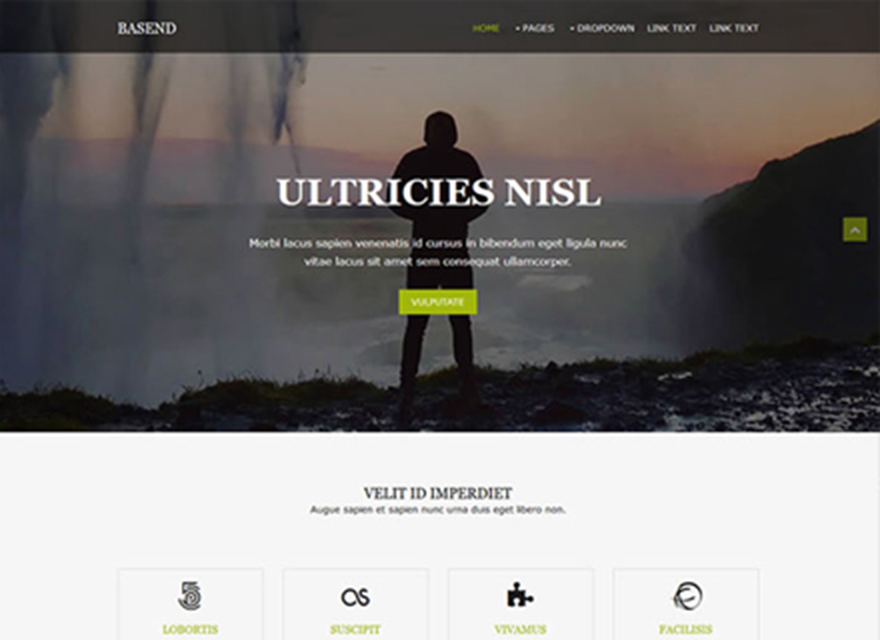 BASEND
HOME PAGES DROPDOWN LINK TEXT LINK TEXT
ULTRICIES NISL
Morbi lacus sapien venenatis id cursus in bibendum eget ligula nunc
vitae lacus sit amet sem consequat ullamcorper.
VULPUTATE
VELIT ID IMPERDIET
Augue sapien et sapien nunc urna duis eget libero non.
LOBORTIS SUSCIPIT VIVAMUS FACILISIS